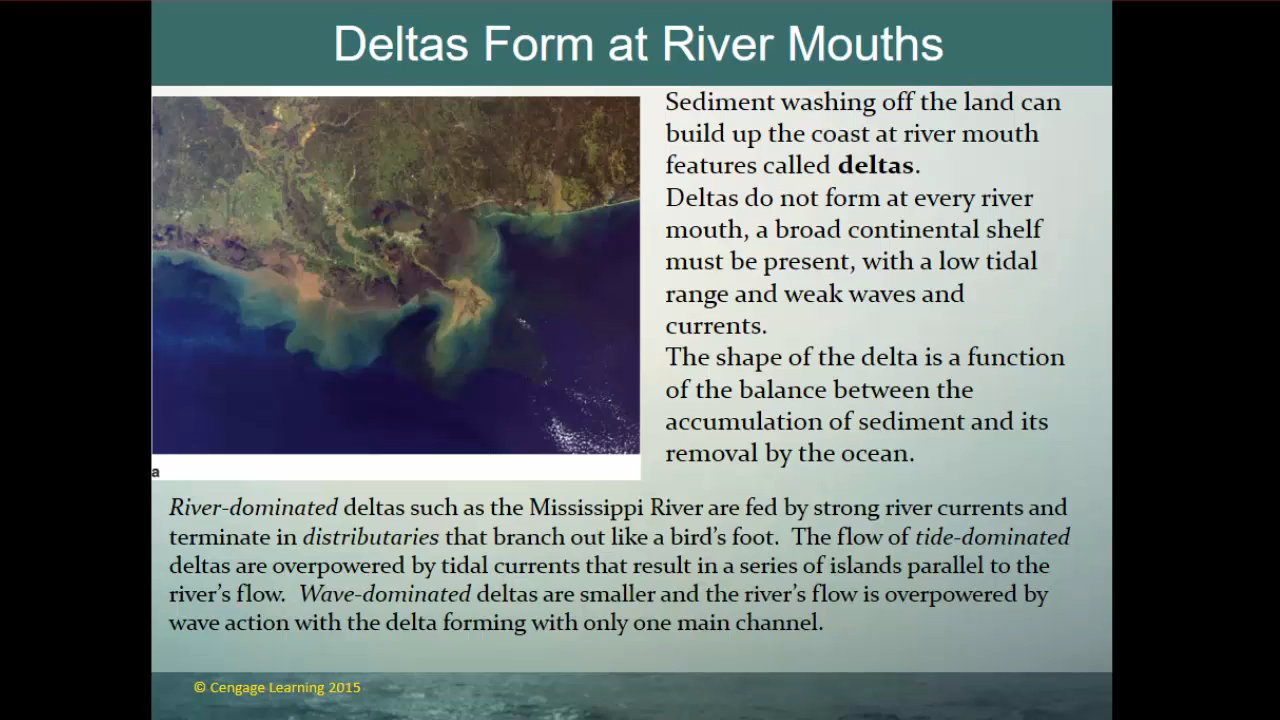 Deltas Form at River Mouths
Sediment washing off the land can
build up the coast at river mouth
features called deltas.
Deltas do not form at every river
mouth, a broad continental shelf
must be present, with a low tidal
range and weak waves and
currents.
The shape of the delta is a function
of the balance between the
accumulation of sediment and its
removal by the ocean.
a
River-dominated deltas such as the Mississippi River are fed by strong river currents and
terminate in distributaries that branch out like a bird's foot.  The flow of tide-dominated
deltas are overpowered by tidal currents that result in a series of islands parallel to the
river's flow.  Wave-dominated deltas are smaller and the river's flow is overpowered by
wave action with the delta forming with only one main channel.
© Cengage Learning 2015